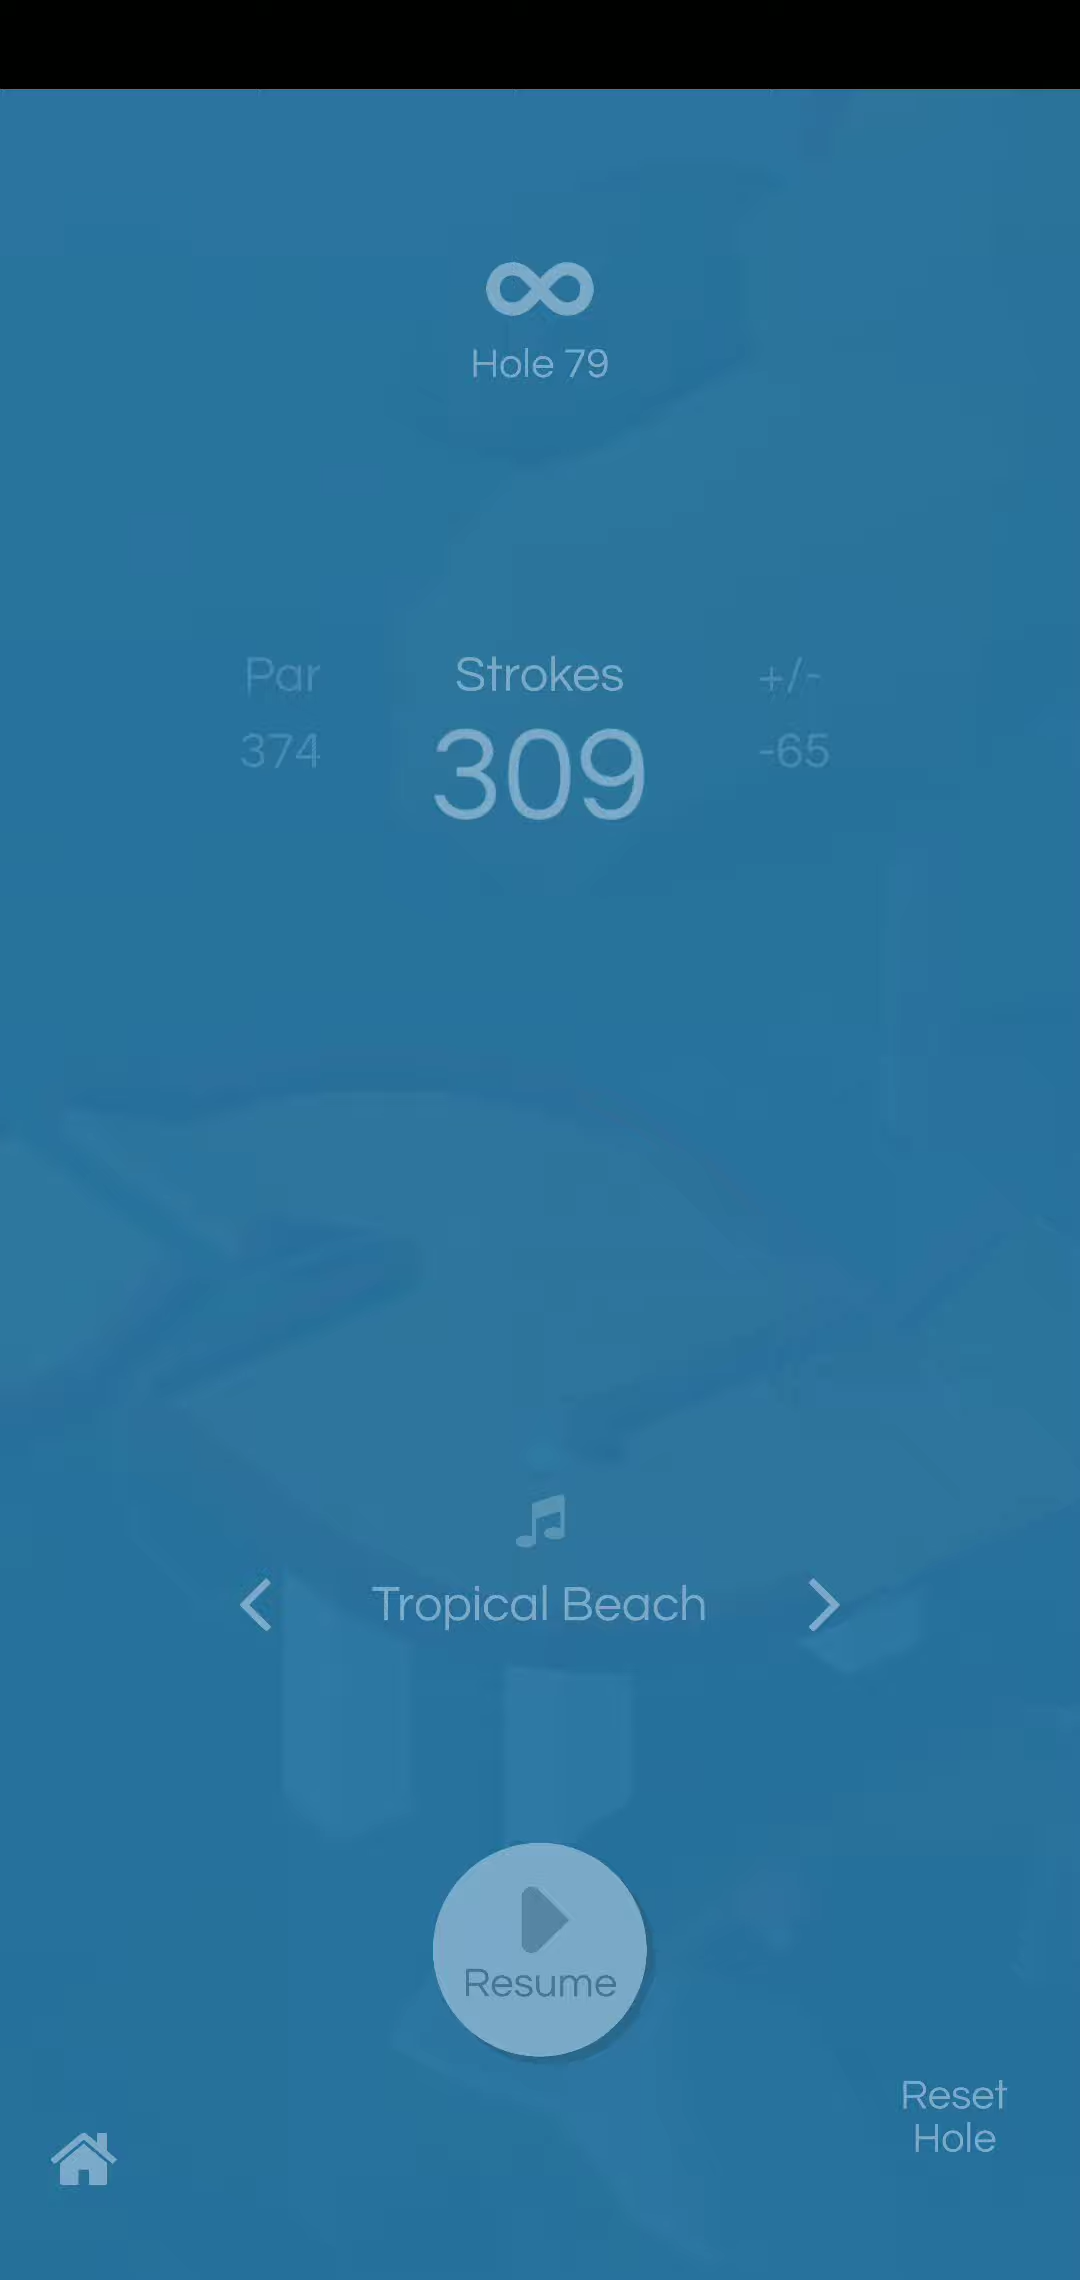 Hole 79
Par Strokes +/-
374 309 -65
Tropical Beach
Resume
Reset
Hole